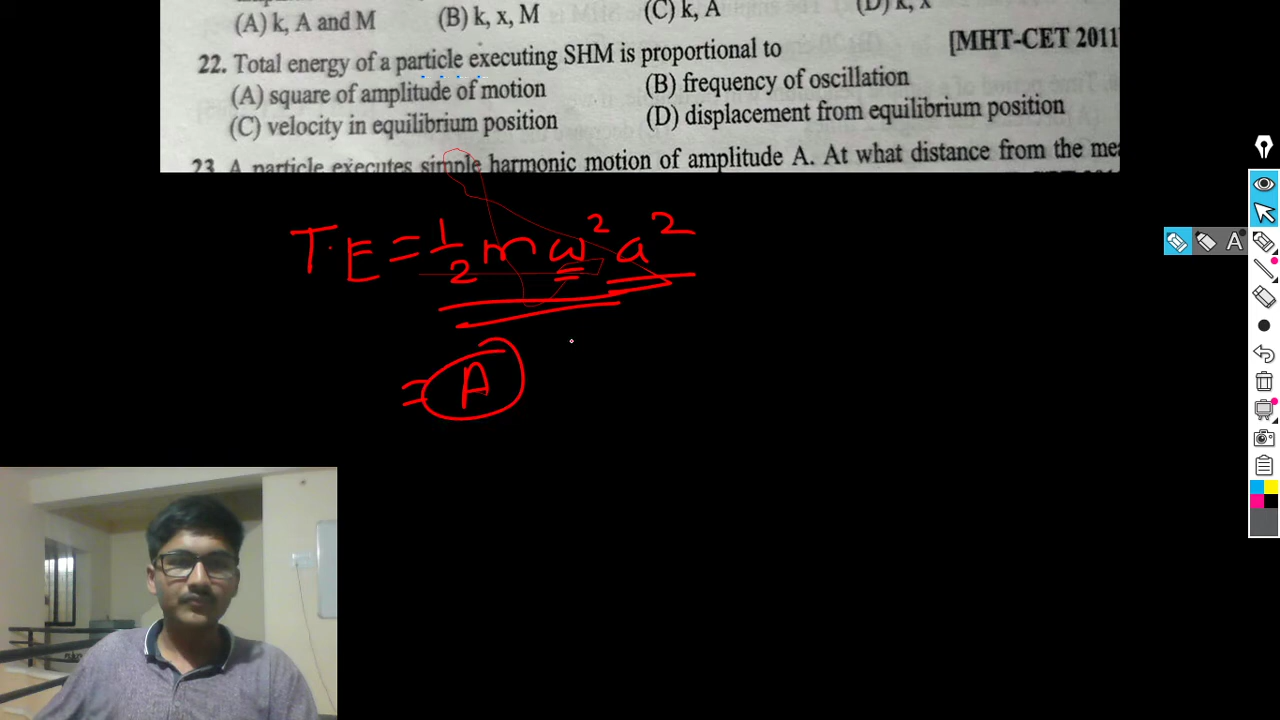 (A) k, A and M (B) k, x, M (C) k, A (D) k, x
22. Total energy of a particle executing SHM is proportional to [MHT-CET 2011
(A) square of amplitude of motion (B) frequency of oscillation
(C) velocity in equilibrium position (D) displacement from equilibrium position
23. A particle executes simple harmonic motion of amplitude A. At what distance from the me
T.E = 1/2 m ω² a²
= A
A